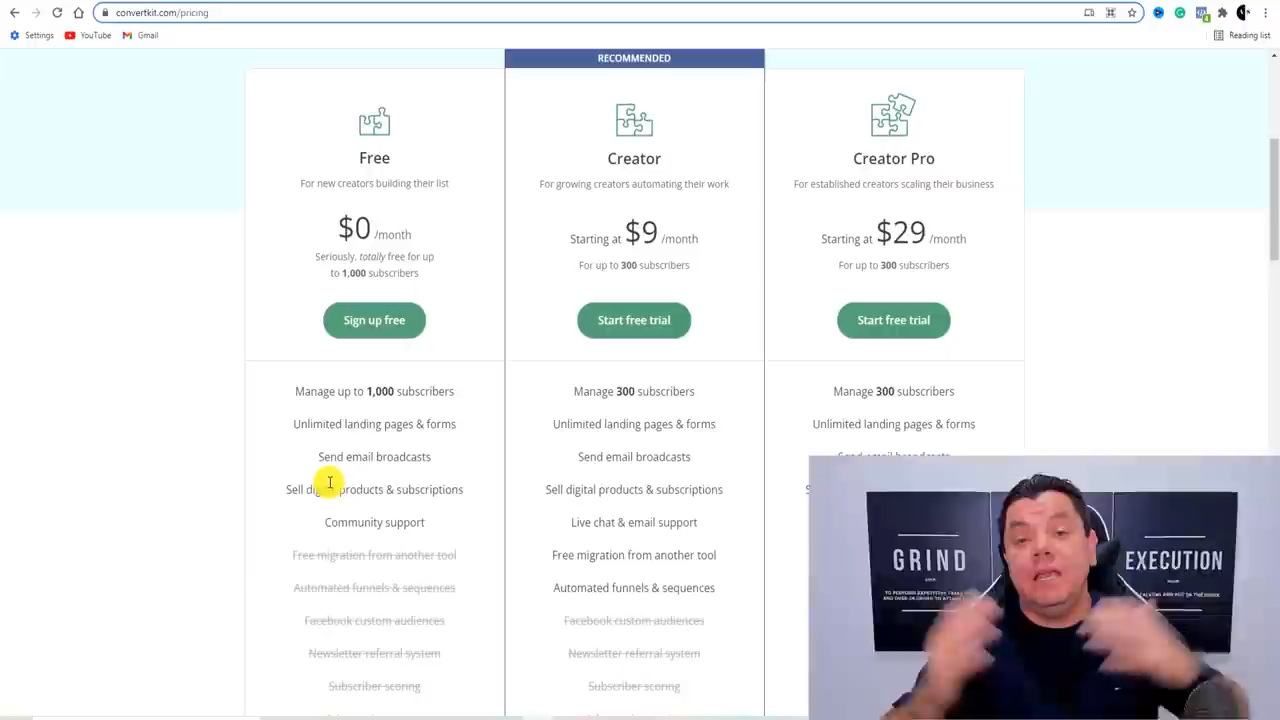 convertkit.com/pricing
Settings
YouTube
Gmail
Reading list
RECOMMENDED
Free
For new creators building their list
$0 /month
Seriously, totally free for up
to 1,000 subscribers
Sign up free
Manage up to 1,000 subscribers
Unlimited landing pages & forms
Send email broadcasts
Sell digital products & subscriptions
Community support
Free migration from another tool
Automated funnels & sequences
Facebook custom audiences
Newsletter referral system
Subscriber scoring
Creator
For growing creators automating their work
Starting at $9 /month
For up to 300 subscribers
Start free trial
Manage 300 subscribers
Unlimited landing pages & forms
Send email broadcasts
Sell digital products & subscriptions
Live chat & email support
Free migration from another tool
Automated funnels & sequences
Facebook custom audiences
Newsletter referral system
Subscriber scoring
Creator Pro
For established creators scaling their business
Starting at $29 /month
For up to 300 subscribers
Start free trial
Manage 300 subscribers
Unlimited landing pages & forms
GRIND
EXECUTION